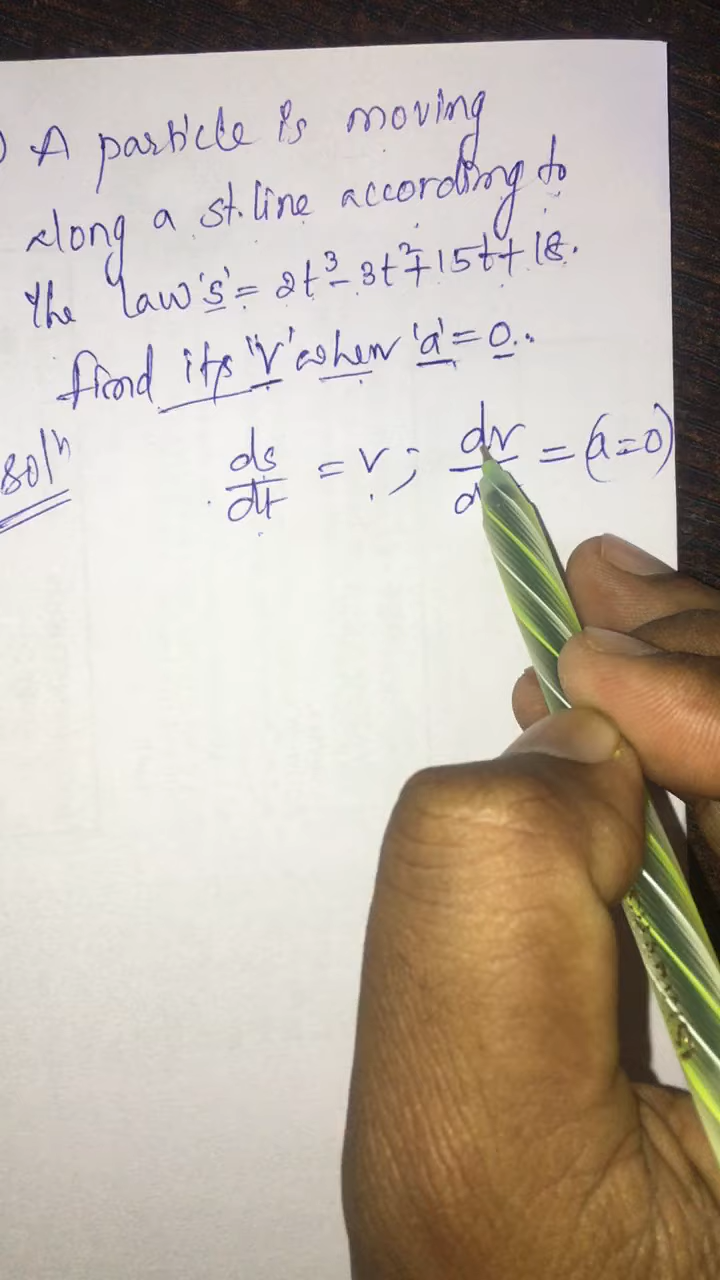 ) A particle is moving
along a st.line according to
the law 's' = 2t³ - 3t² + 15t + 18.
find its 'v' when 'a' = 0.
Solⁿ ds/dt = v ; dv/d = (a=0)